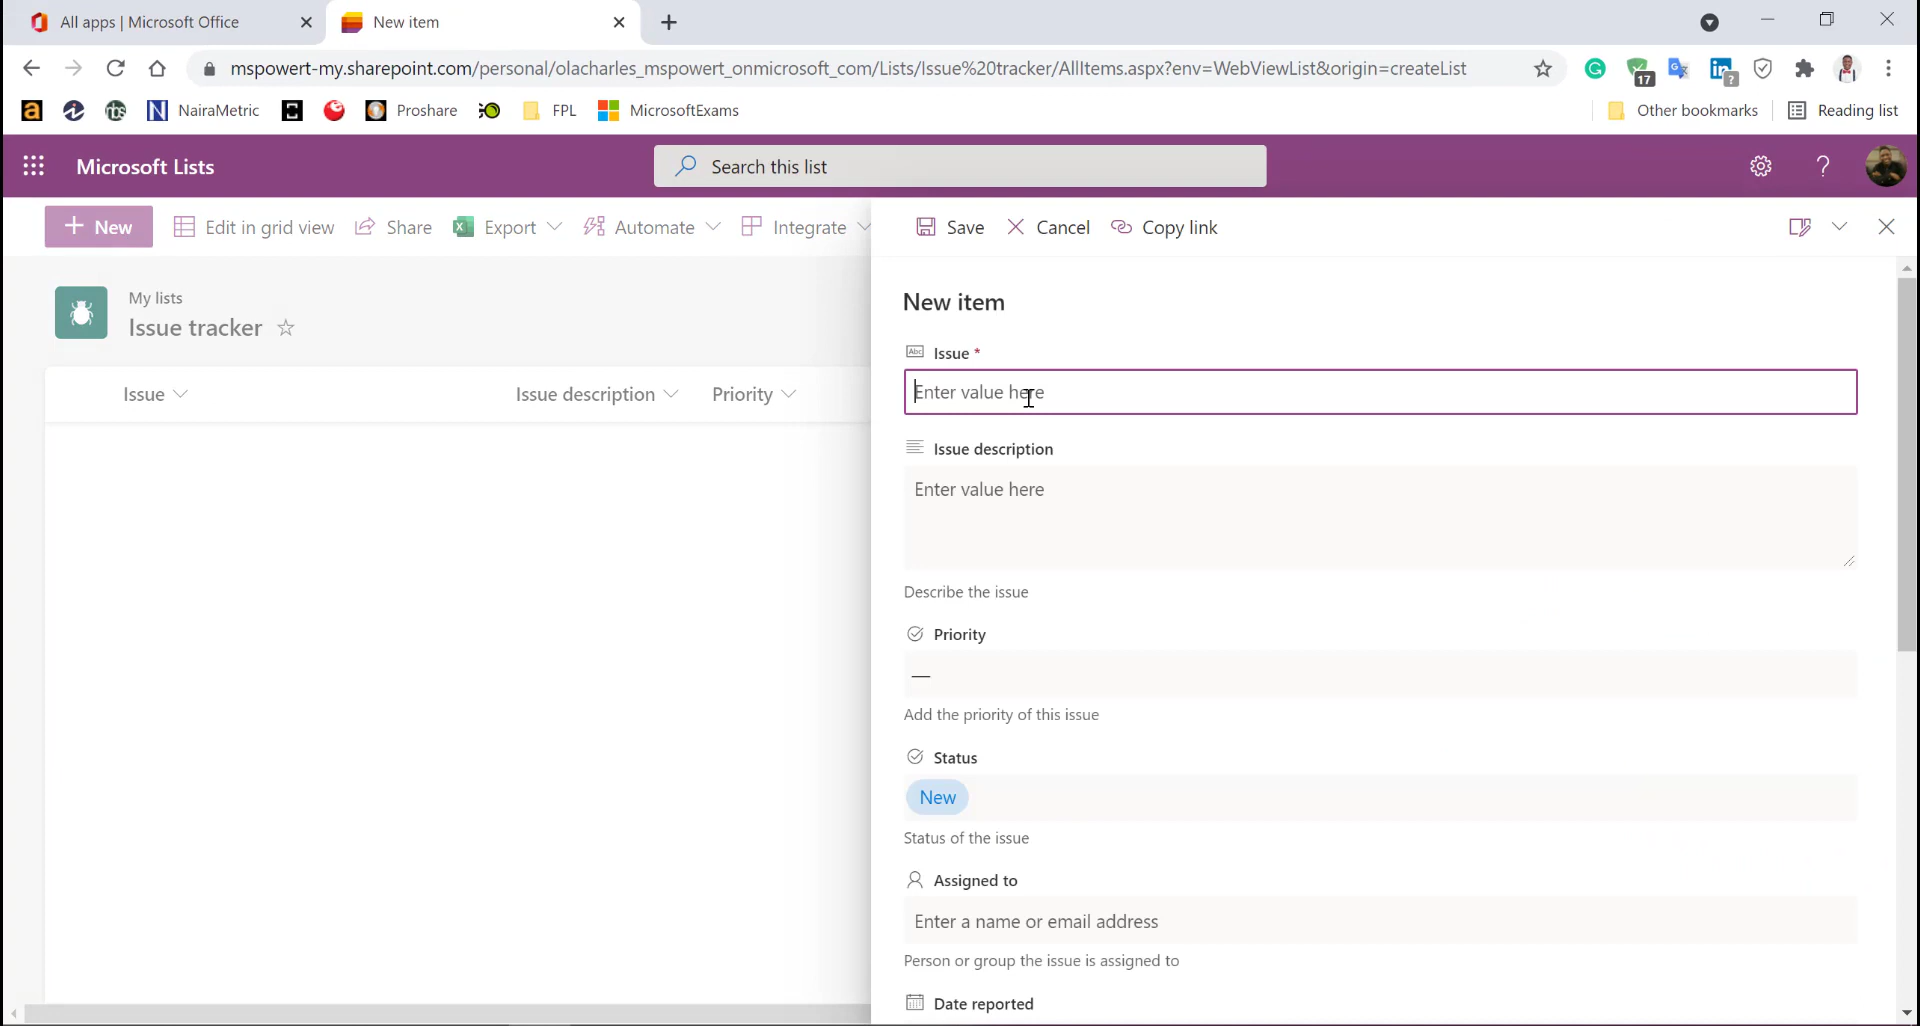 All apps | Microsoft Office
New item
mspowert-my.sharepoint.com/personal/olacharles_mspowert_onmicrosoft_com/Lists/Issue%20tracker/AllItems.aspx?env=WebViewList&origin=createList
17
?
a
nbs
N NairaMetric
Proshare
FPL
MicrosoftExams
Other bookmarks
Reading list
Microsoft Lists
Search this list
?
+ New
Edit in grid view
Share
Export
Automate
Integrate
Save
Cancel
Copy link
My lists
Issue tracker
Issue
Issue description
Priority
New item
Abc Issue *
Enter value here
Issue description
Enter value here
Describe the issue
Priority
—
Add the priority of this issue
Status
New
Status of the issue
Assigned to
Enter a name or email address
Person or group the issue is assigned to
Date reported